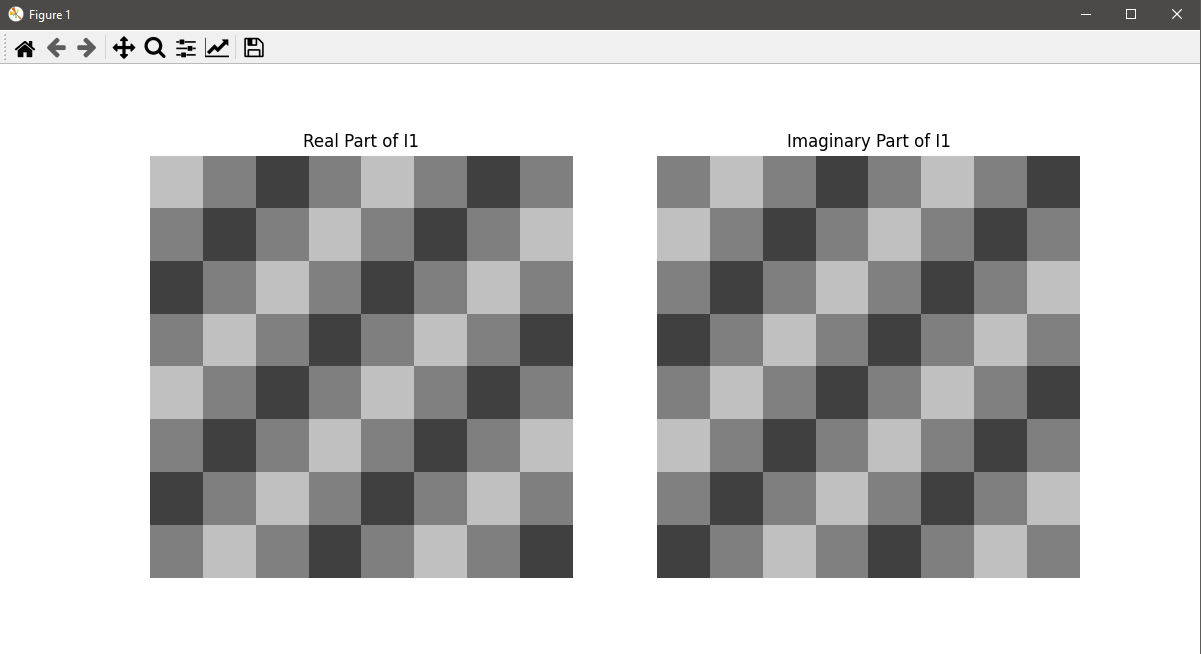 Figure 1
Real Part of I1
Imaginary Part of I1